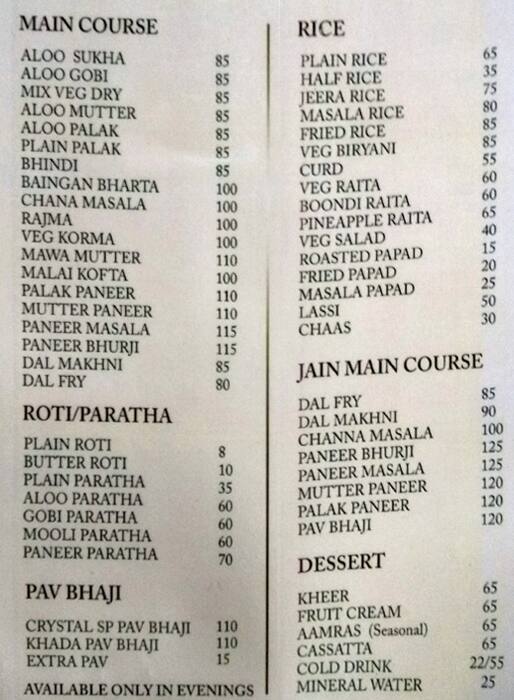 MAIN COURSE
ALOO SUKHA 85
ALOO GOBI 85
MIX VEG DRY 85
ALOO MUTTER 85
ALOO PALAK 85
PLAIN PALAK 85
BHINDI 85
BAINGAN BHARTA 100
CHANA MASALA 100
RAJMA 100
VEG KORMA 100
MAWA MUTTER 110
MALAI KOFTA 100
PALAK PANEER 110
MUTTER PANEER 110
PANEER MASALA 115
PANEER BHURJI 115
DAL MAKHNI 85
DAL FRY 80
ROTI/PARATHA
PLAIN ROTI 8
BUTTER ROTI 10
PLAIN PARATHA 35
ALOO PARATHA 60
GOBI PARATHA 60
MOOLI PARATHA 60
PANEER PARATHA 70
PAV BHAJI
CRYSTAL SP PAV BHAJI 110
KHADA PAV BHAJI 110
EXTRA PAV 15
AVAILABLE ONLY IN EVENINGS
RICE
PLAIN RICE 65
HALF RICE 35
JEERA RICE 75
MASALA RICE 80
FRIED RICE 85
VEG BIRYANI 85
CURD 55
VEG RAITA 60
BOONDI RAITA 60
PINEAPPLE RAITA 65
VEG SALAD 40
ROASTED PAPAD 15
FRIED PAPAD 20
MASALA PAPAD 25
LASSI 50
CHAAS 30
JAIN MAIN COURSE
DAL FRY 85
DAL MAKHNI 90
CHANNA MASALA 100
PANEER BHURJI 125
PANEER MASALA 125
MUTTER PANEER 120
PALAK PANEER 120
PAV BHAJI 120
DESSERT
KHEER 65
FRUIT CREAM 65
AAMRAS (Seasonal) 65
CASSATTA 65
COLD DRINK 22/55
MINERAL WATER 25